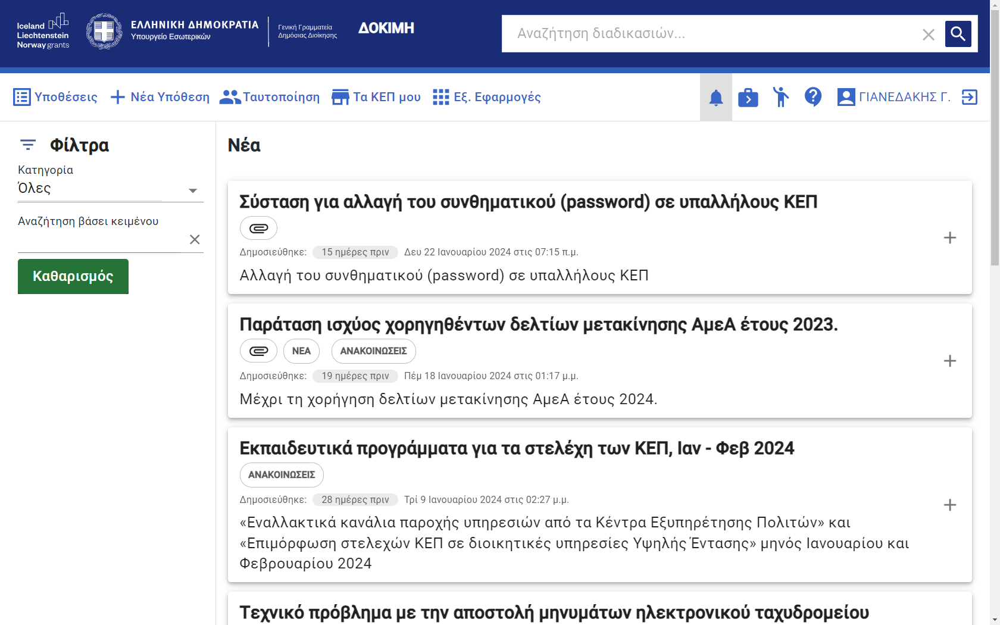 Iceland
Liechtenstein
Norway grants
ΕΛΛΗΝΙΚΗ ΔΗΜΟΚΡΑΤΙΑ
Υπουργείο Εσωτερικών
Γενική Γραμματεία
Δημόσιας Διοίκησης
ΔΟΚΙΜΗ
Αναζήτηση διαδικασιών...
Υποθέσεις
Νέα Υπόθεση
Ταυτοποίηση
Τα ΚΕΠ μου
Εξ. Εφαρμογές
ΓΙΑΝΕΔΑΚΗΣ Γ.
Φίλτρα
Κατηγορία
Όλες
Αναζήτηση βάσει κειμένου
Καθαρισμός
Νέα
Σύσταση για αλλαγή του συνθηματικού (password) σε υπαλλήλους ΚΕΠ
Δημοσιεύθηκε: 15 ημέρες πριν Δευ 22 Ιανουαρίου 2024 στις 07:15 π.μ.
Αλλαγή του συνθηματικού (password) σε υπαλλήλους ΚΕΠ
Παράταση ισχύος χορηγηθέντων δελτίων μετακίνησης ΑμεΑ έτους 2023.
ΝΕΑ ΑΝΑΚΟΙΝΩΣΕΙΣ
Δημοσιεύθηκε: 19 ημέρες πριν Πέμ 18 Ιανουαρίου 2024 στις 01:17 μ.μ.
Μέχρι τη χορήγηση δελτίων μετακίνησης ΑμεΑ έτους 2024.
Εκπαιδευτικά προγράμματα για τα στελέχη των ΚΕΠ, Ιαν - Φεβ 2024
ΑΝΑΚΟΙΝΩΣΕΙΣ
Δημοσιεύθηκε: 28 ημέρες πριν Τρί 9 Ιανουαρίου 2024 στις 02:27 μ.μ.
«Εναλλακτικά κανάλια παροχής υπηρεσιών από τα Κέντρα Εξυπηρέτησης Πολιτών» και
«Επιμόρφωση στελεχών ΚΕΠ σε διοικητικές υπηρεσίες Υψηλής Έντασης» μηνός Ιανουαρίου και
Φεβρουαρίου 2024
Τεχνικό πρόβλημα με την αποστολή μηνυμάτων ηλεκτρονικού ταχυδρομείου